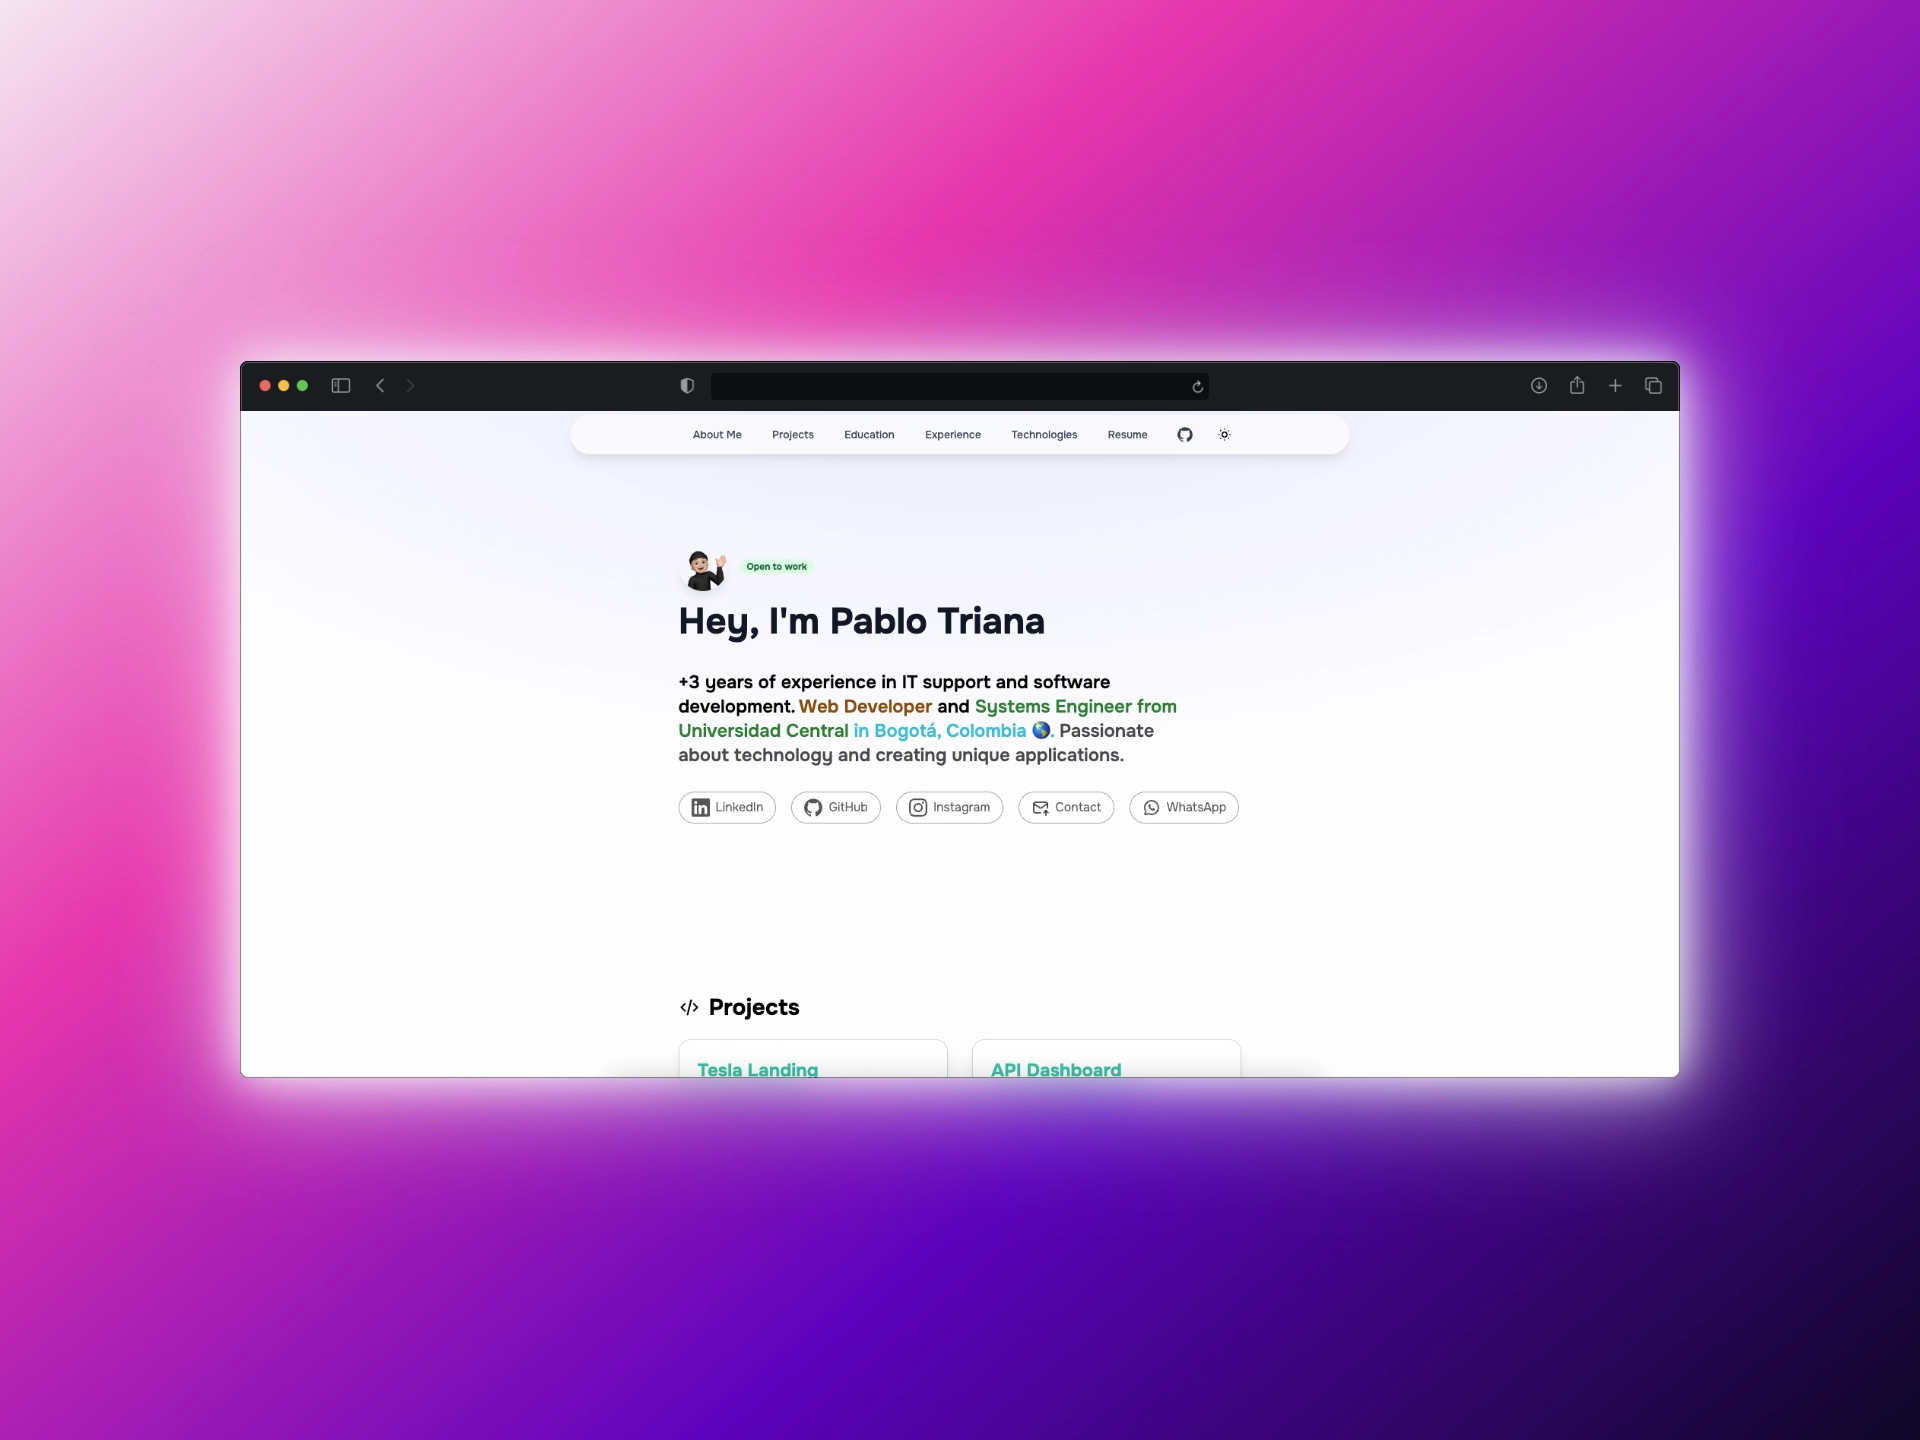 About Me Projects Education Experience Technologies Resume
Open to work
Hey, I'm Pablo Triana
+3 years of experience in IT support and software
development. Web Developer and Systems Engineer from
Universidad Central in Bogotá, Colombia 🌎. Passionate
about technology and creating unique applications.
LinkedIn GitHub Instagram Contact WhatsApp
</> Projects
Tesla Landing API Dashboard